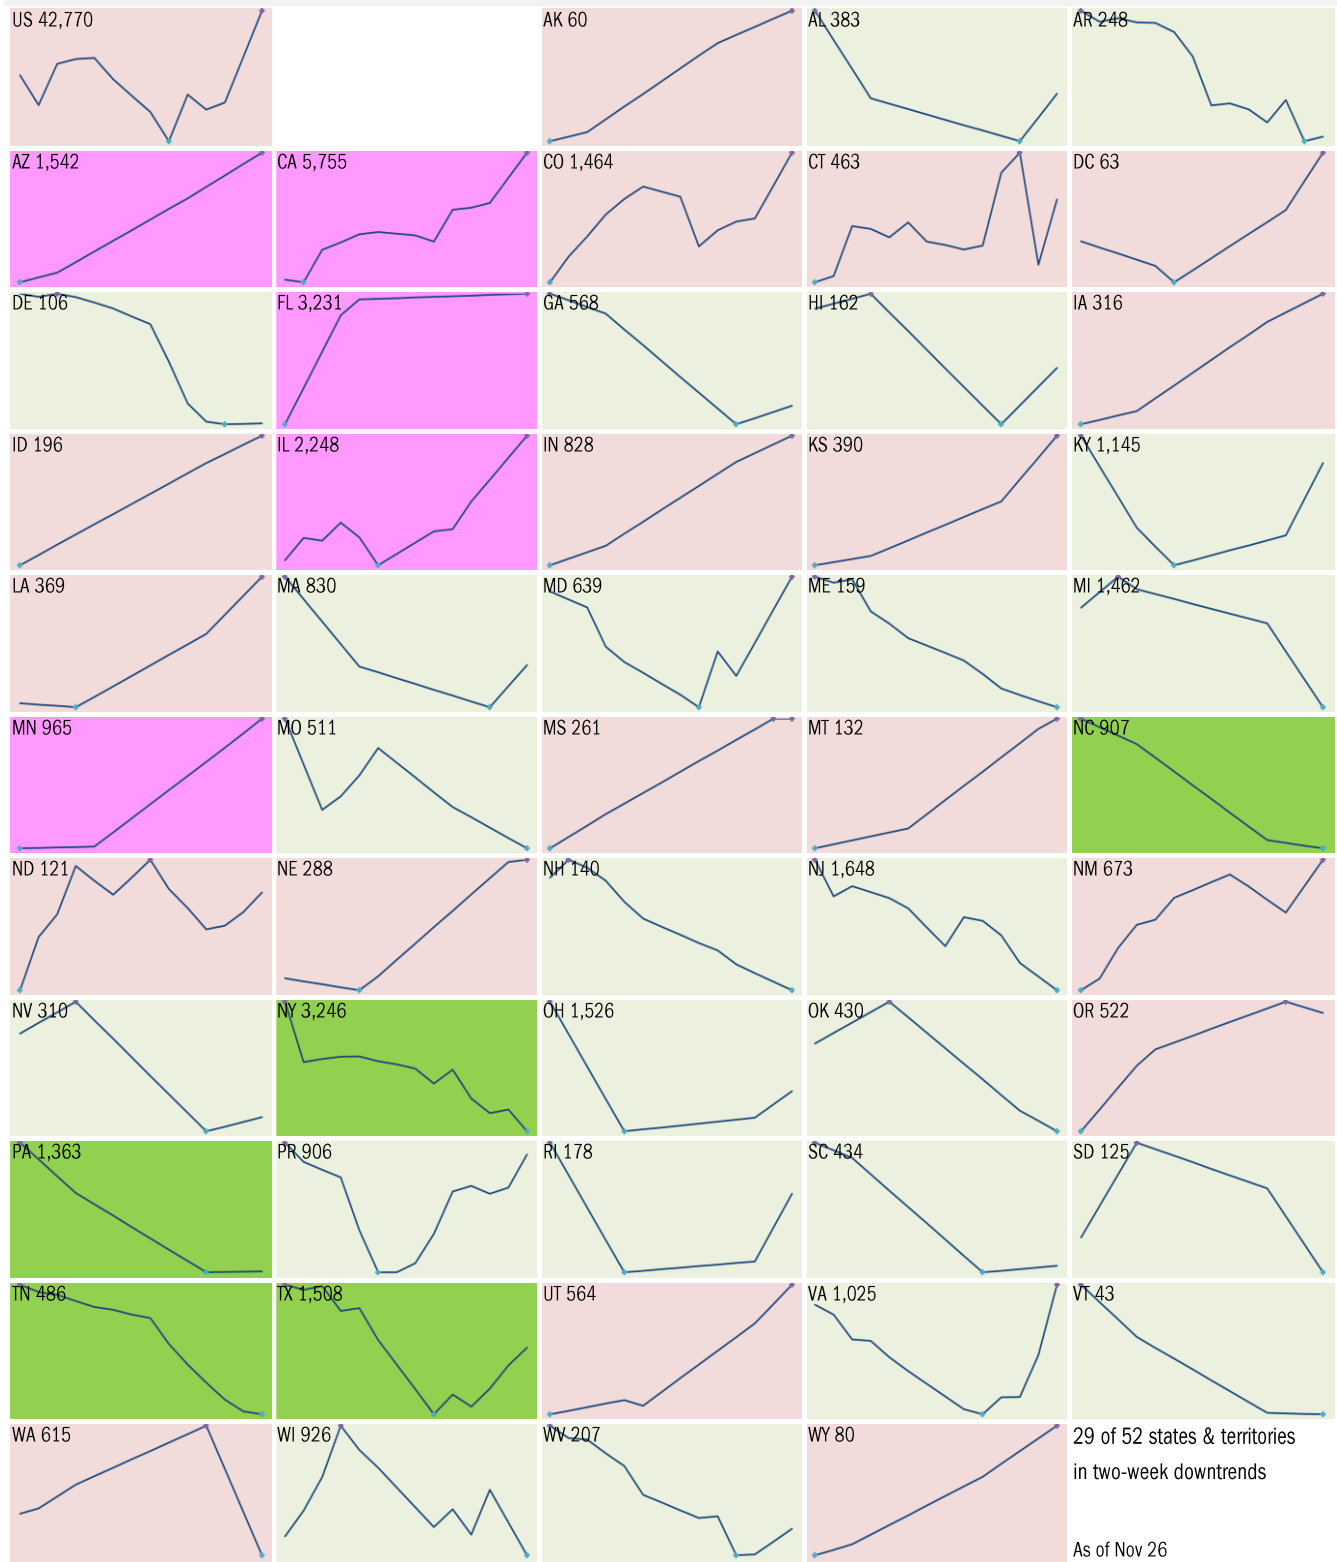 US 42,770
AK 60
AL 383
AR 248
AZ 1,542
CA 5,755
CO 1,464
CT 463
DC 63
DE 106
FL 3,231
GA 568
HI 162
IA 316
ID 196
IL 2,248
IN 828
KS 390
KY 1,145
LA 369
MA 830
MD 639
ME 159
MI 1,462
MN 965
MO 511
MS 261
MT 132
NC 907
ND 121
NE 288
NH 140
NJ 1,648
NM 673
NV 310
NY 3,246
OH 1,526
OK 430
OR 522
PA 1,363
PR 906
RI 178
SC 434
SD 125
TN 486
TX 1,508
UT 564
VA 1,025
VT 43
WA 615
WI 926
WV 207
WY 80
29 of 52 states & territories
in two-week downtrends
As of Nov 26